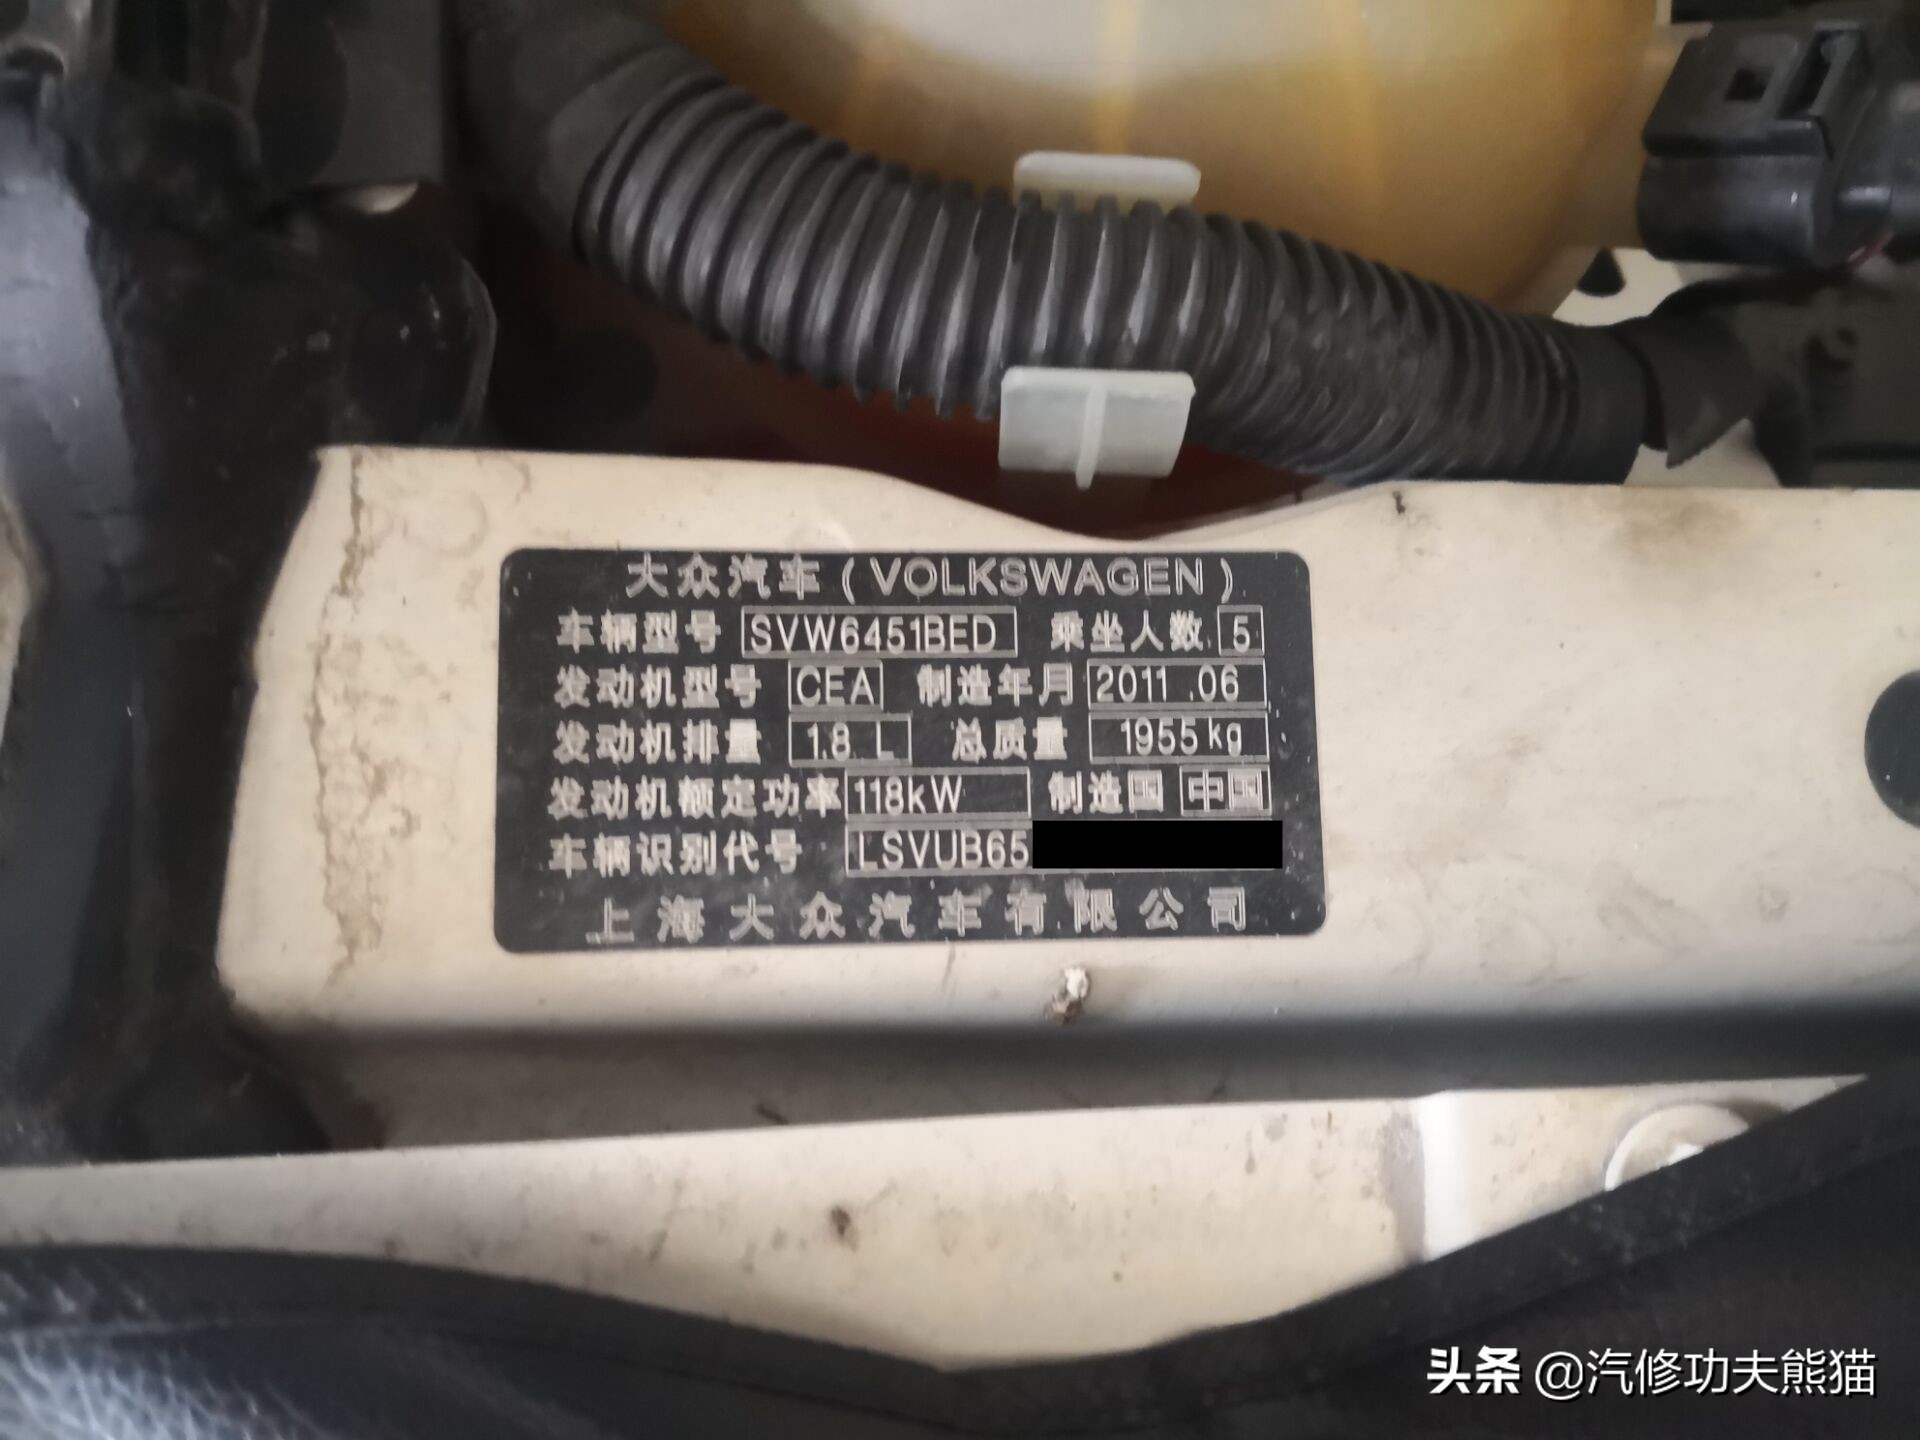 大众汽车(VOLKSWAGEN)
车辆型号 SVW6451BED 乘坐人数 5
发动机型号 CEA 制造年月 2011.06
发动机排量 1.8 L 总质量 1955kg
发动机额定功率 118kW 制造国 中国
车辆识别代号 LSVUB65
上海大众汽车有限公司
头条 @汽修功夫熊猫